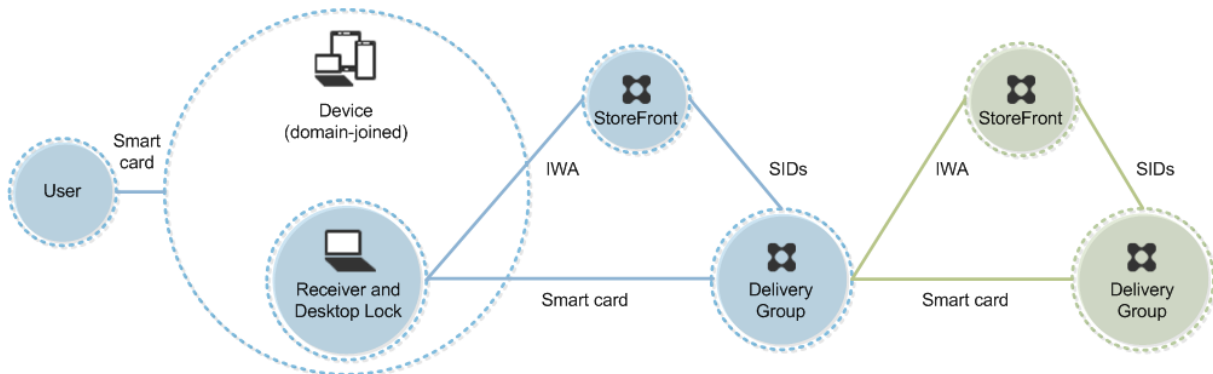 Smart
card
User
Device
(domain-joined)
Receiver and
Desktop Lock
IWA
StoreFront
SIDs
Smart card
Delivery
Group
IWA
StoreFront
SIDs
Smart card
Delivery
Group